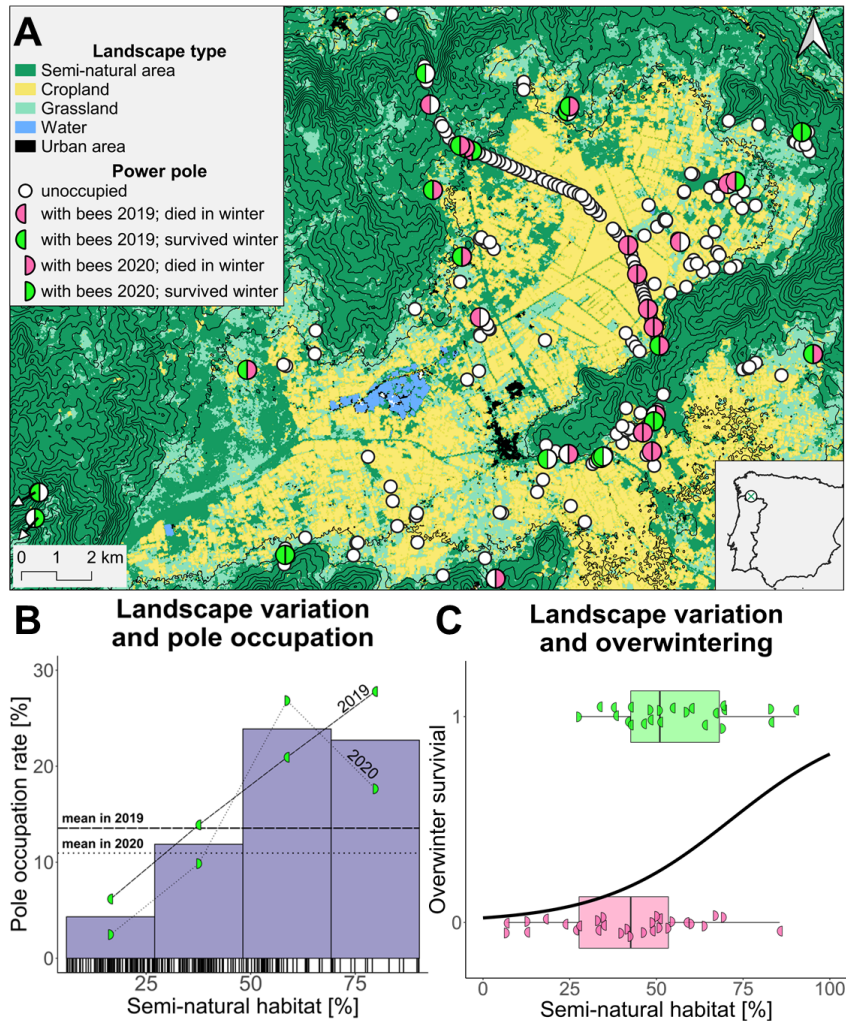 A
Landscape type
Semi-natural area
Cropland
Grassland
Water
Urban area
Power pole
unoccupied
with bees 2019; died in winter
with bees 2019; survived winter
with bees 2020; died in winter
with bees 2020; survived winter
0 1 2 km
B
Landscape variation
and pole occupation
Pole occupation rate [%]
30
20
10
0
2019
2020
mean in 2019
mean in 2020
25 50 75
Semi-natural habitat [%]
C
Landscape variation
and overwintering
Overwinter survivial
1
0
0 25 50 75 100
Semi-natural habitat [%]